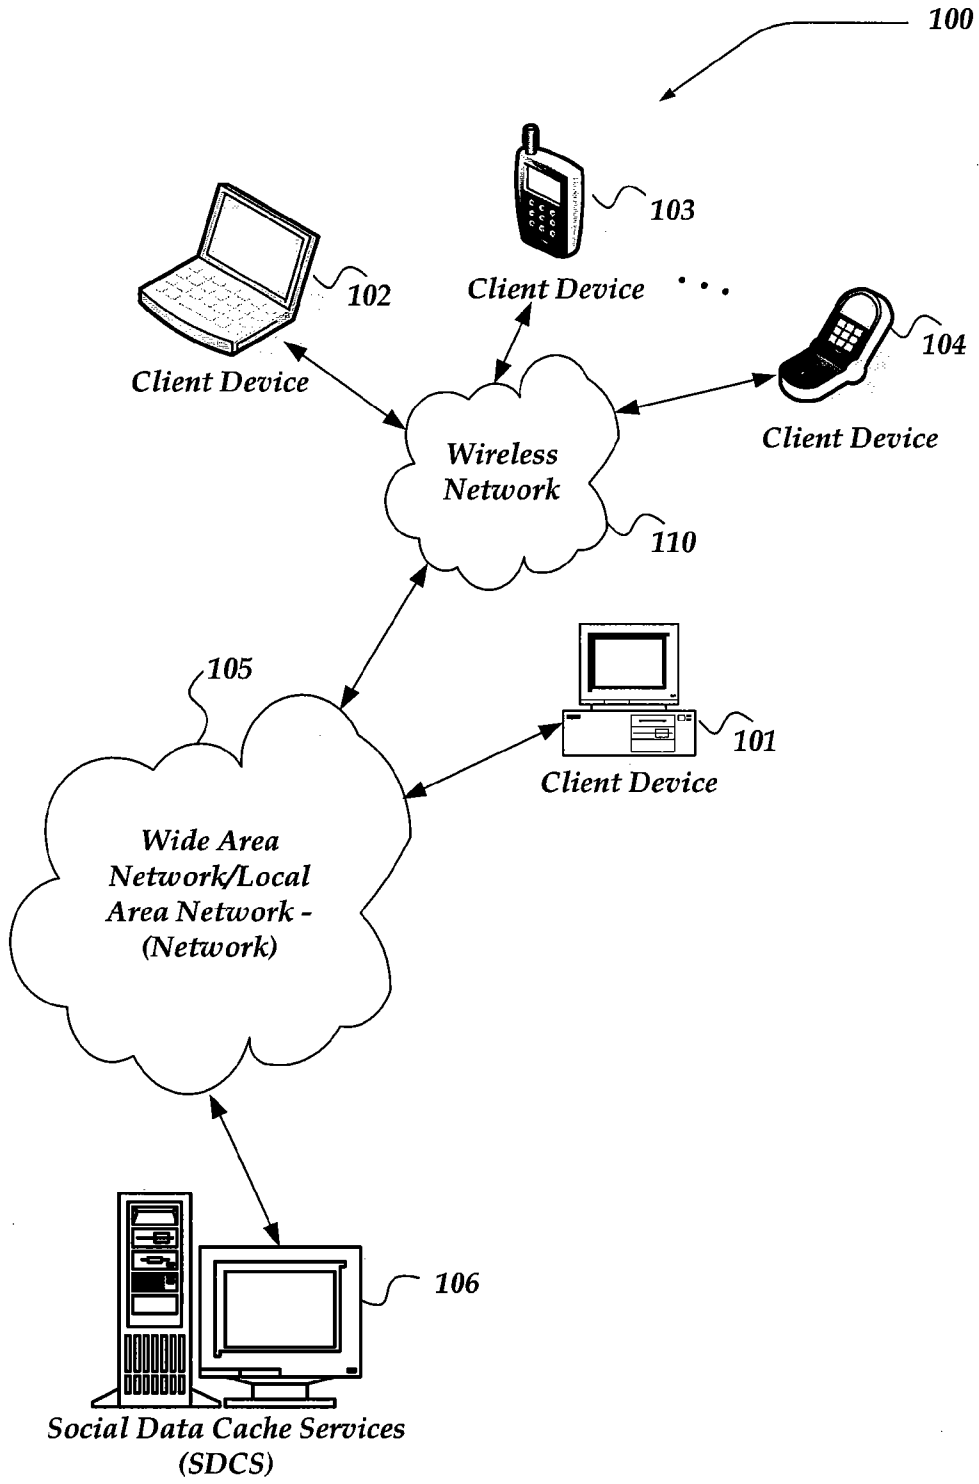 100
103
Client Device
. . .
102
Client Device
104
Client Device
Wireless
Network
110
105
101
Client Device
Wide Area
Network/Local
Area Network -
(Network)
106
Social Data Cache Services
(SDCS)